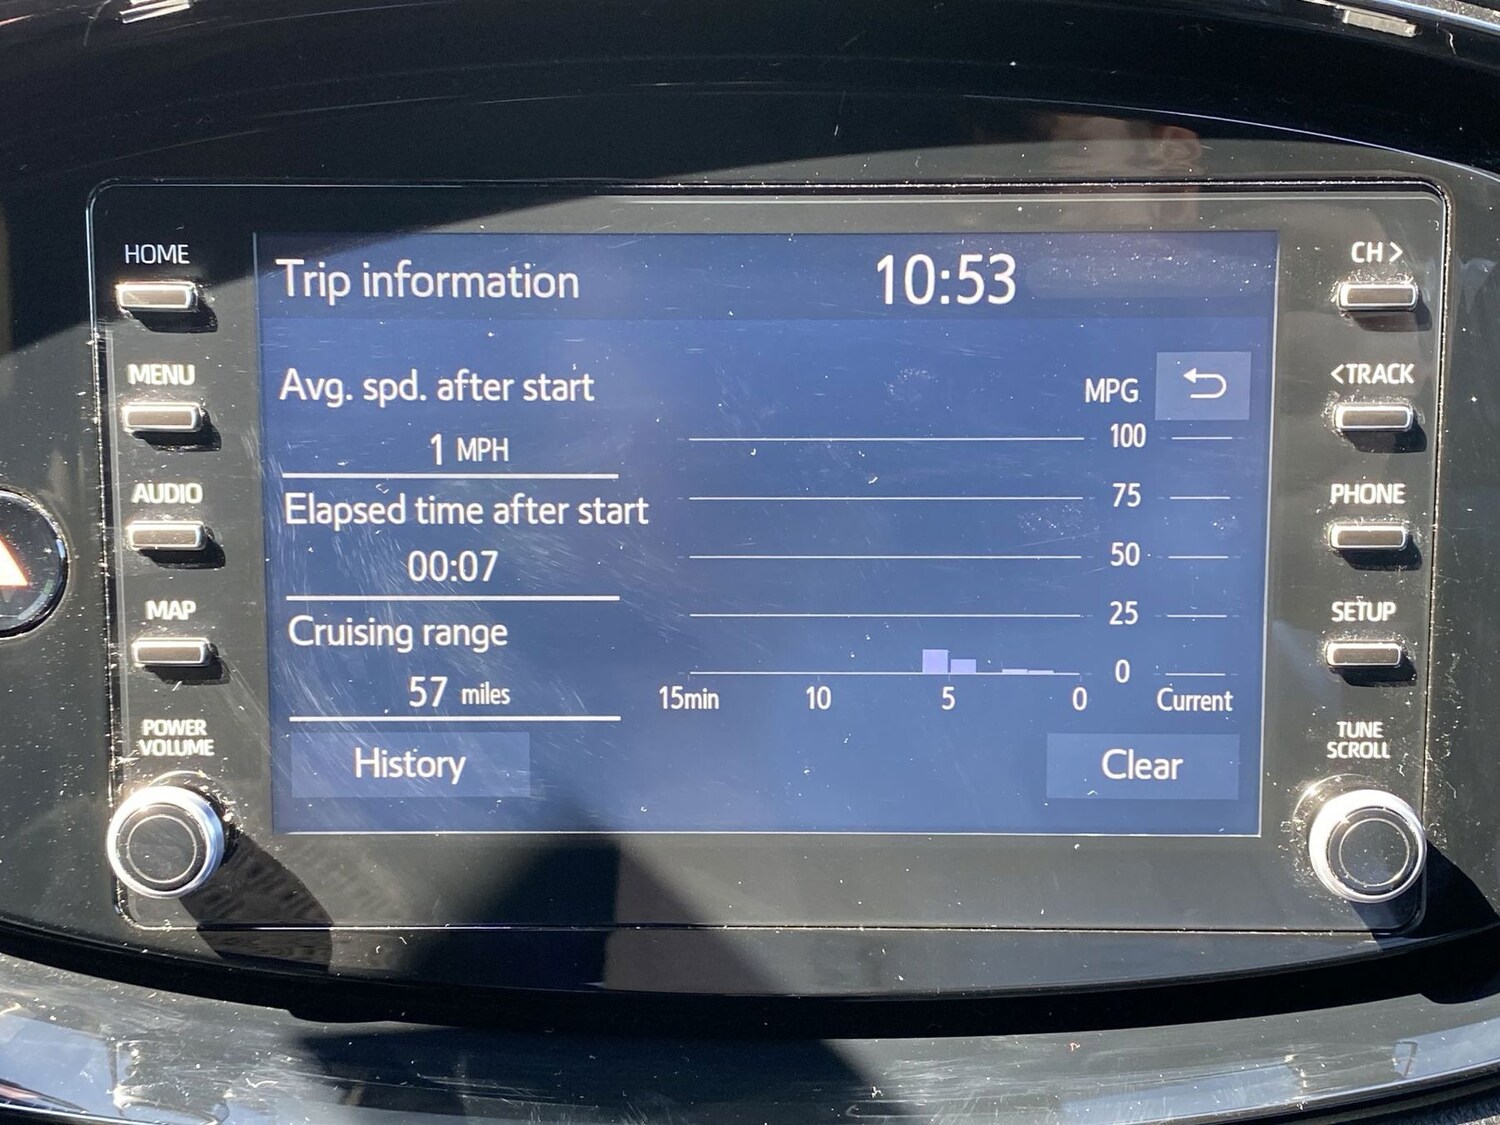 HOME
MENU
AUDIO
MAP
POWER
VOLUME
Trip information 10:53
Avg. spd. after start
1 MPH
Elapsed time after start
00:07
Cruising range
57 miles
History
MPG
100
75
50
25
0
15min 10 5 0 Current
Clear
CH >
<TRACK
PHONE
SETUP
TUNE
SCROLL